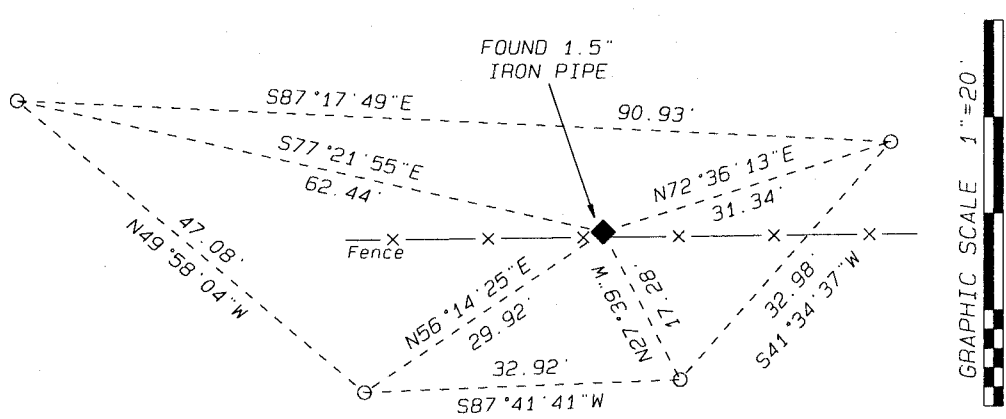 FOUND 1.5"
IRON PIPE
S87°17'49"E
90.93'
S77°21'55"E
62.44'
N72°36'13"E
31.34'
47.08'
N49°58'04"W
Fence
N56°14'25"E
29.92'
17.28'
N27°39"W
32.98'
S41°34'37"W
32.92'
S87°41'41"W
GRAPHIC SCALE 1"=20'